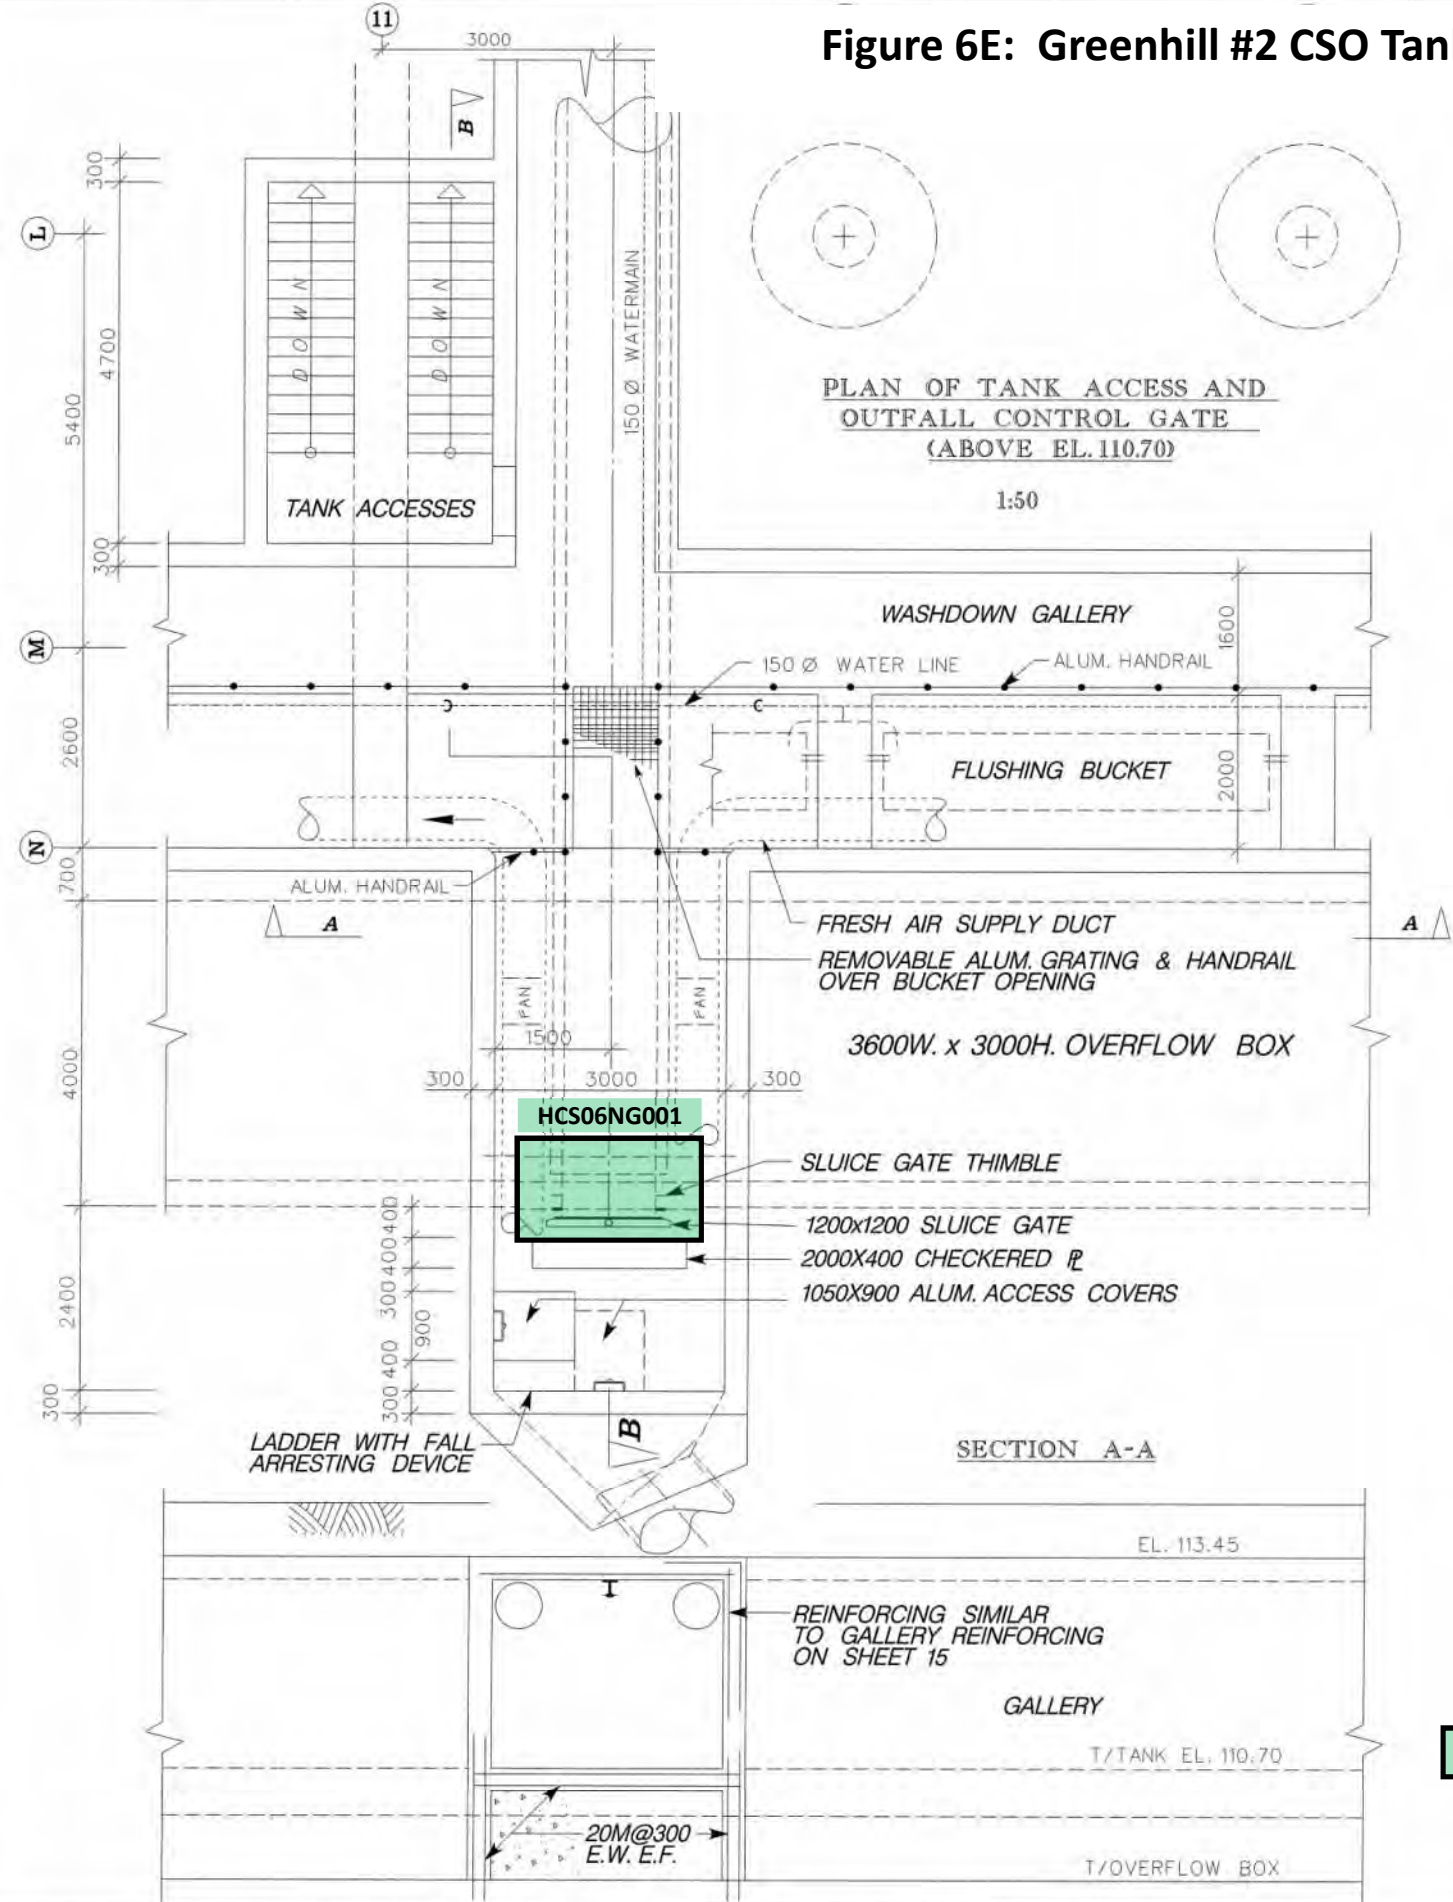 Figure 6E: Greenhill #2 CSO Tan
11
3000
B
300
L
4700
5400
DOWN
DOWN
150 Ø WATERMAIN
PLAN OF TANK ACCESS AND
OUTFALL CONTROL GATE
(ABOVE EL. 110.70)
1:50
TANK ACCESSES
300
WASHDOWN GALLERY
1600
M
150 Ø WATER LINE
ALUM. HANDRAIL
2600
FLUSHING BUCKET
2000
N
700
ALUM. HANDRAIL
A
FRESH AIR SUPPLY DUCT
A
REMOVABLE ALUM. GRATING & HANDRAIL
OVER BUCKET OPENING
FAN
FAN
1500
3600W. x 3000H. OVERFLOW BOX
4000
300
3000
300
HCS06NG001
SLUICE GATE THIMBLE
400
1200x1200 SLUICE GATE
400
2000X400 CHECKERED ⅊
300
1050X900 ALUM. ACCESS COVERS
2400
900
400
300
300
B
LADDER WITH FALL
ARRESTING DEVICE
SECTION A-A
EL. 113.45
I
REINFORCING SIMILAR
TO GALLERY REINFORCING
ON SHEET 15
GALLERY
T/TANK EL. 110.70
20M@300
E.W. E.F.
T/OVERFLOW BOX